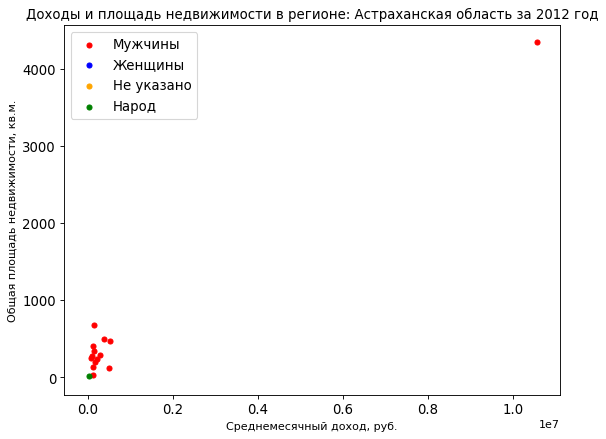 Доходы и площадь недвижимости в регионе: Астраханская область за 2012 год
Мужчины
Женщины
Не указано
Народ
Общая площадь недвижимости, кв.м.
4000
3000
2000
1000
0
0.0 0.2 0.4 0.6 0.8 1.0
1e7
Среднемесячный доход, руб.